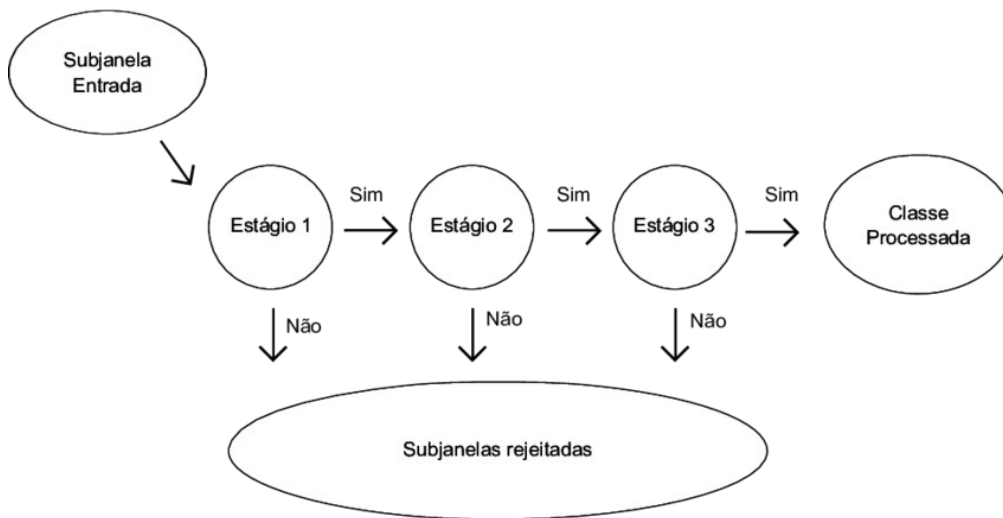 Subjanela
Entrada
Estágio 1
Sim
Estágio 2
Sim
Estágio 3
Sim
Classe
Processada
Não
Não
Não
Subjanelas rejeitadas